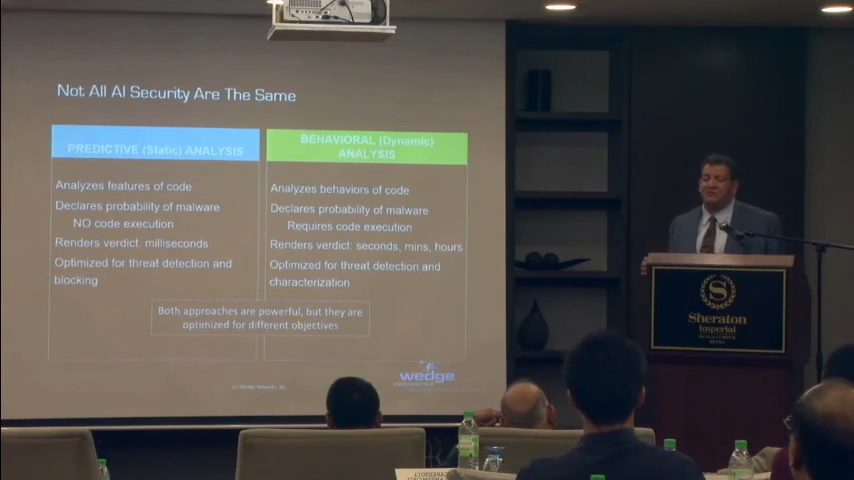 Not All AI Security Are The Same
PREDICTIVE (Static) ANALYSIS
Analyzes features of code
Declares probability of malware
NO code execution
Renders verdict: milliseconds
Optimized for threat detection and
blocking
BEHAVIORAL (Dynamic)
ANALYSIS
Analyzes behaviors of code
Declares probability of malware
Requires code execution
Renders verdict: seconds, mins, hours
Optimized for threat detection and
characterization
Both approaches are powerful, but they are
optimized for different objectives
wedge
networks
S
Sheraton
Imperial